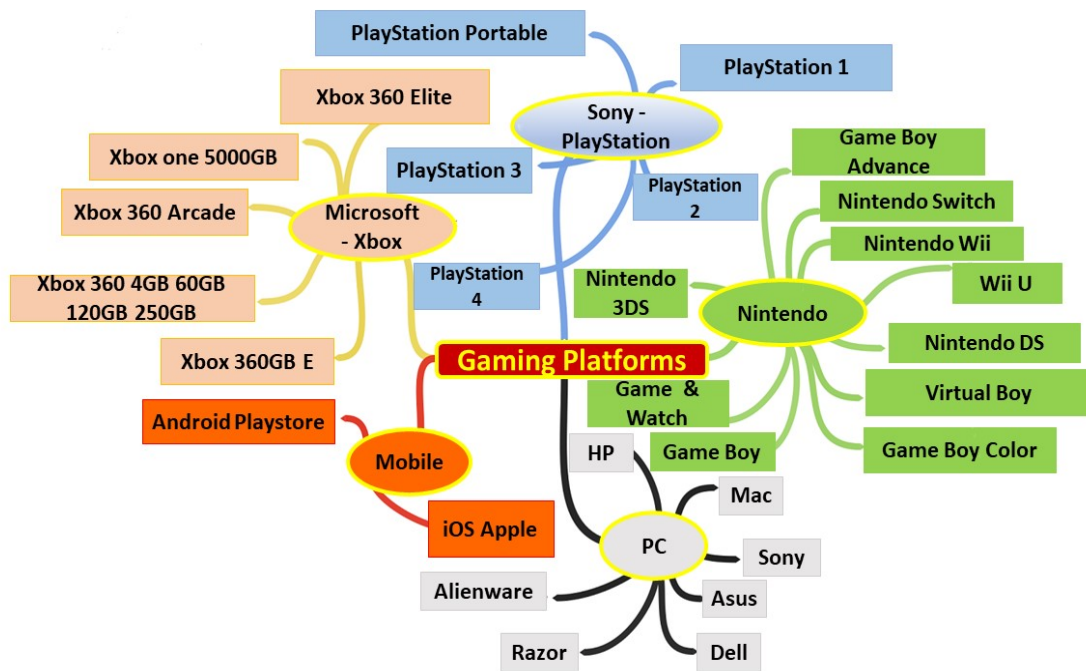 PlayStation Portable
PlayStation 1
Xbox 360 Elite
Sony -
PlayStation
Game Boy
Advance
Xbox one 5000GB
PlayStation 3
PlayStation
2
Nintendo Switch
Xbox 360 Arcade
Microsoft
- Xbox
Nintendo Wii
Xbox 360 4GB 60GB
120GB 250GB
PlayStation
4
Nintendo
3DS
Wii U
Nintendo
Xbox 360GB E
Gaming Platforms
Nintendo DS
Game &
Watch
Virtual Boy
Android Playstore
Mobile
HP
Game Boy
Game Boy Color
Mac
iOS Apple
PC
Sony
Alienware
Asus
Razor
Dell